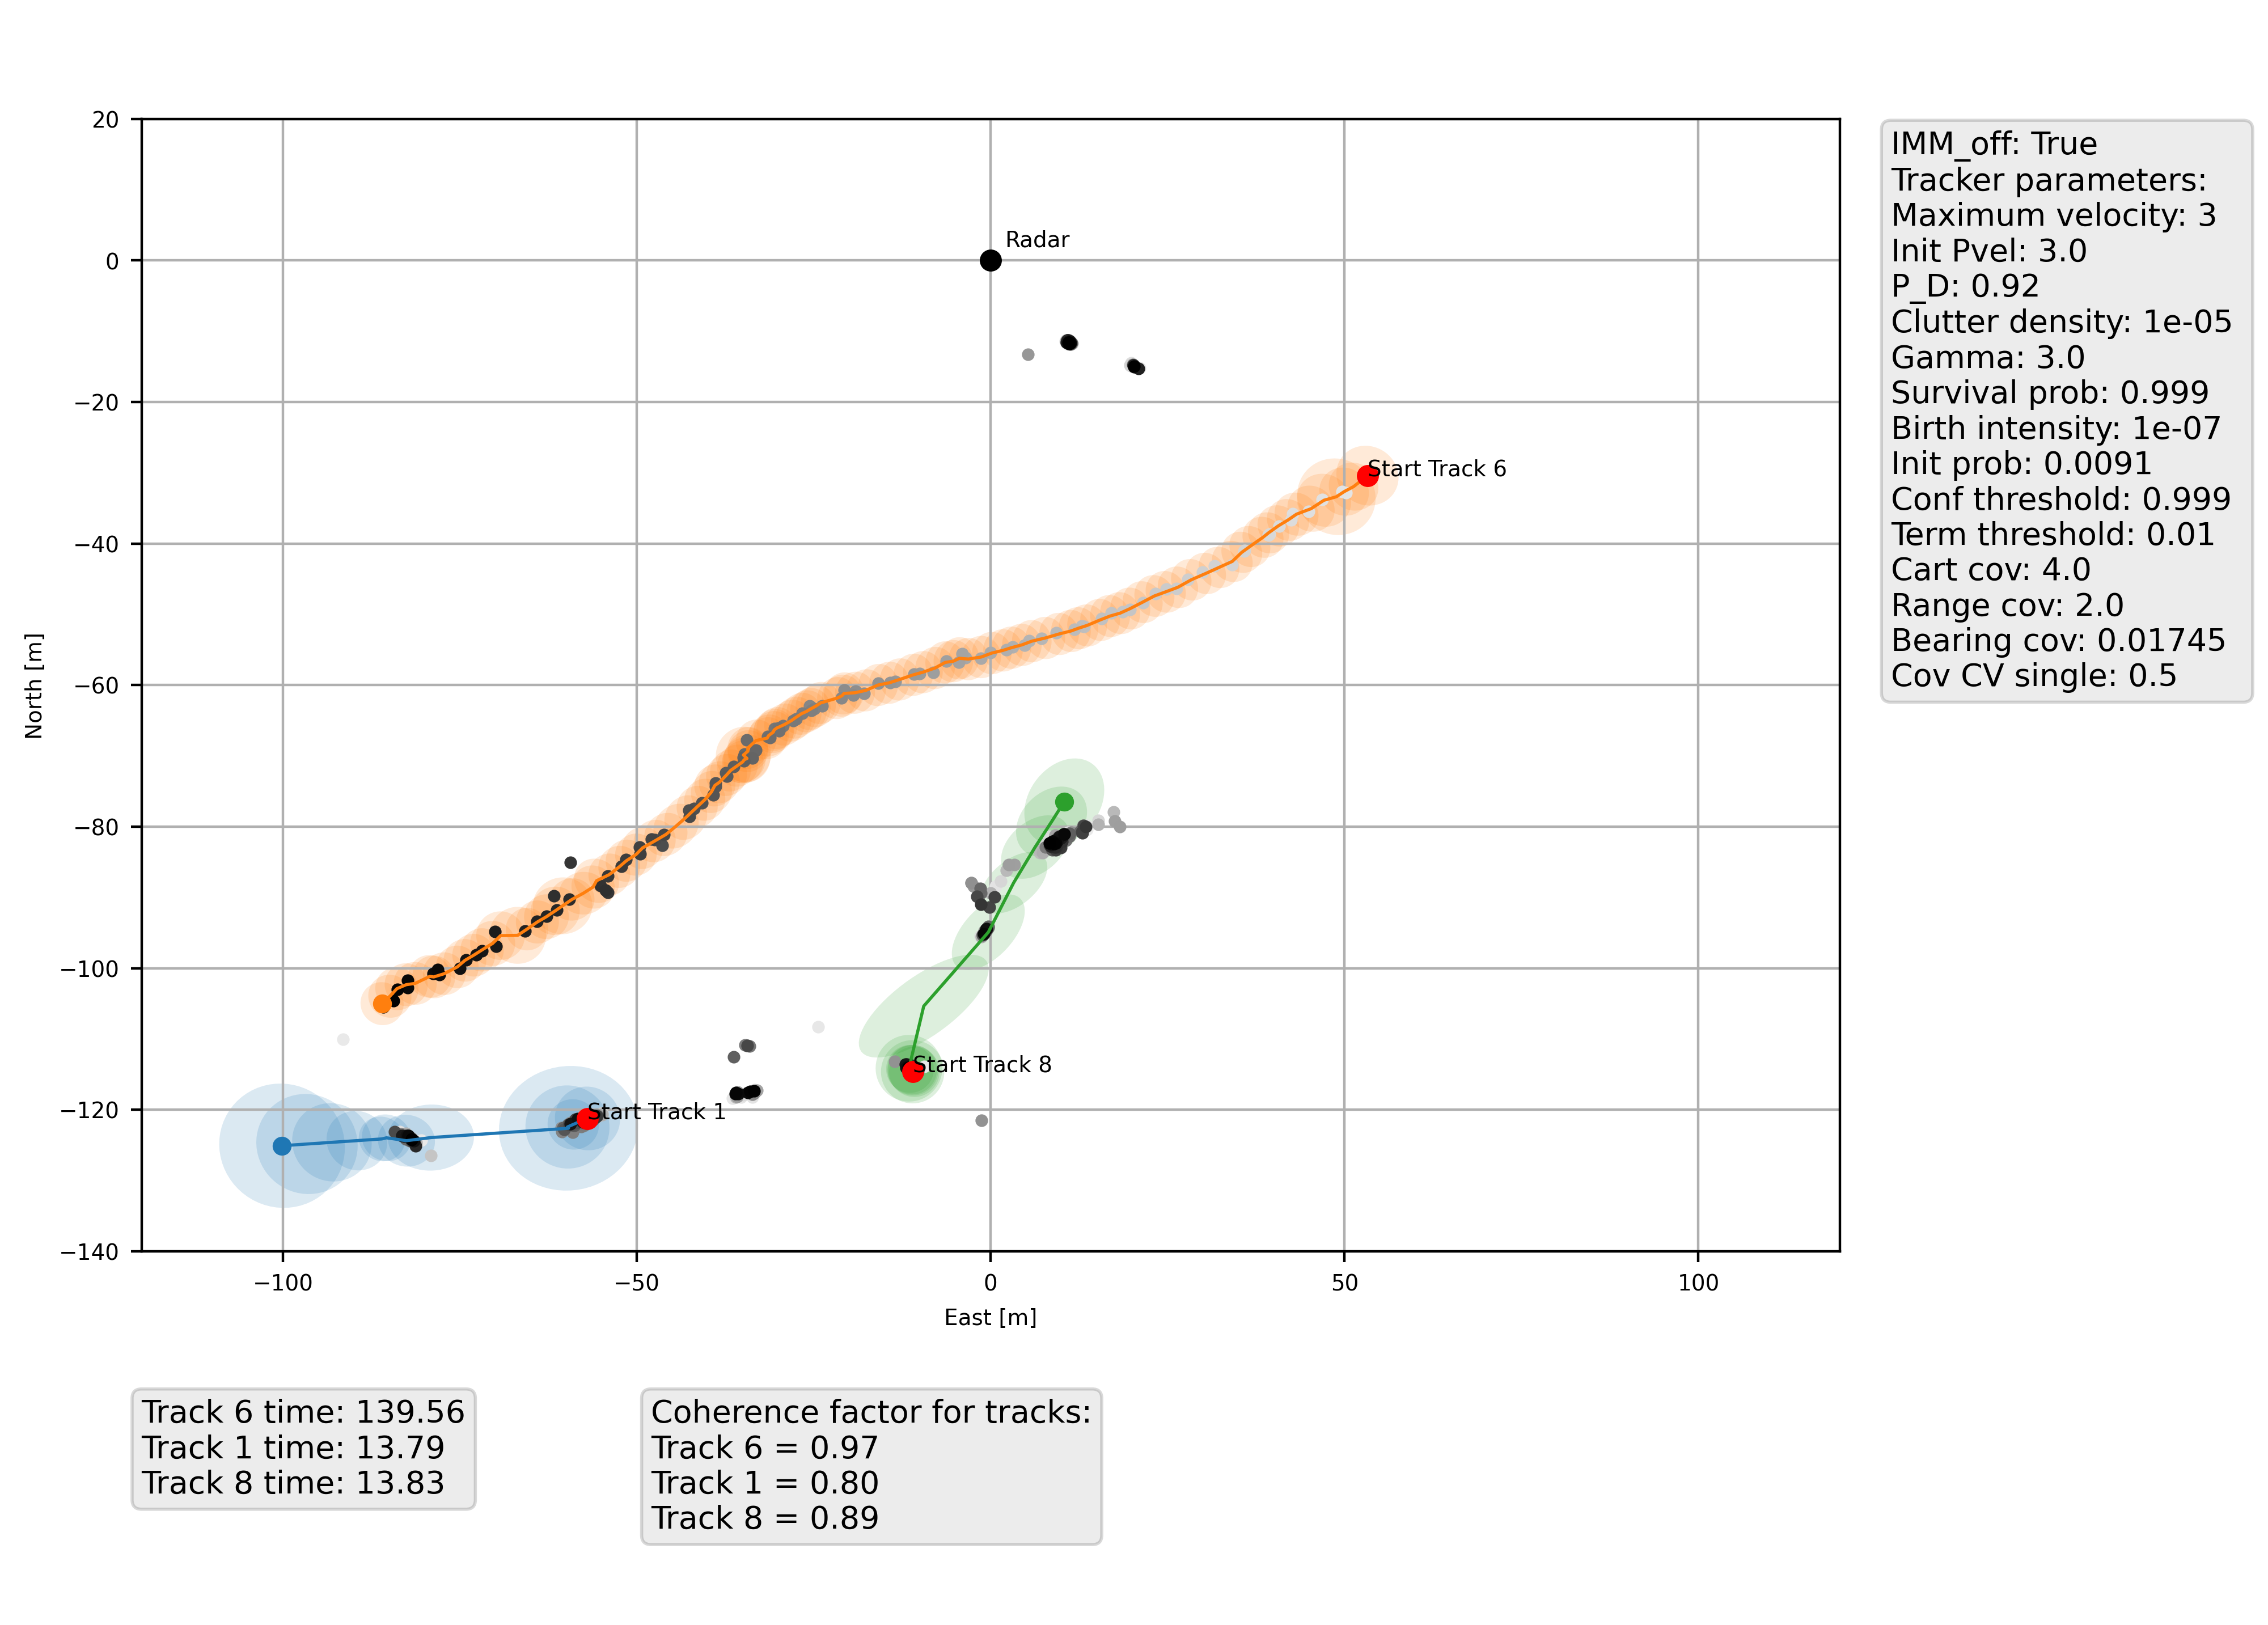 20
0
−20
−40
−60
−80
−100
−120
−140
North [m]
−100
−50
0
50
100
East [m]
Radar
Start Track 6
Start Track 8
Start Track 1
IMM_off: True
Tracker parameters:
Maximum velocity: 3
Init Pvel: 3.0
P_D: 0.92
Clutter density: 1e-05
Gamma: 3.0
Survival prob: 0.999
Birth intensity: 1e-07
Init prob: 0.0091
Conf threshold: 0.999
Term threshold: 0.01
Cart cov: 4.0
Range cov: 2.0
Bearing cov: 0.01745
Cov CV single: 0.5
Track 6 time: 139.56
Track 1 time: 13.79
Track 8 time: 13.83
Coherence factor for tracks:
Track 6 = 0.97
Track 1 = 0.80
Track 8 = 0.89